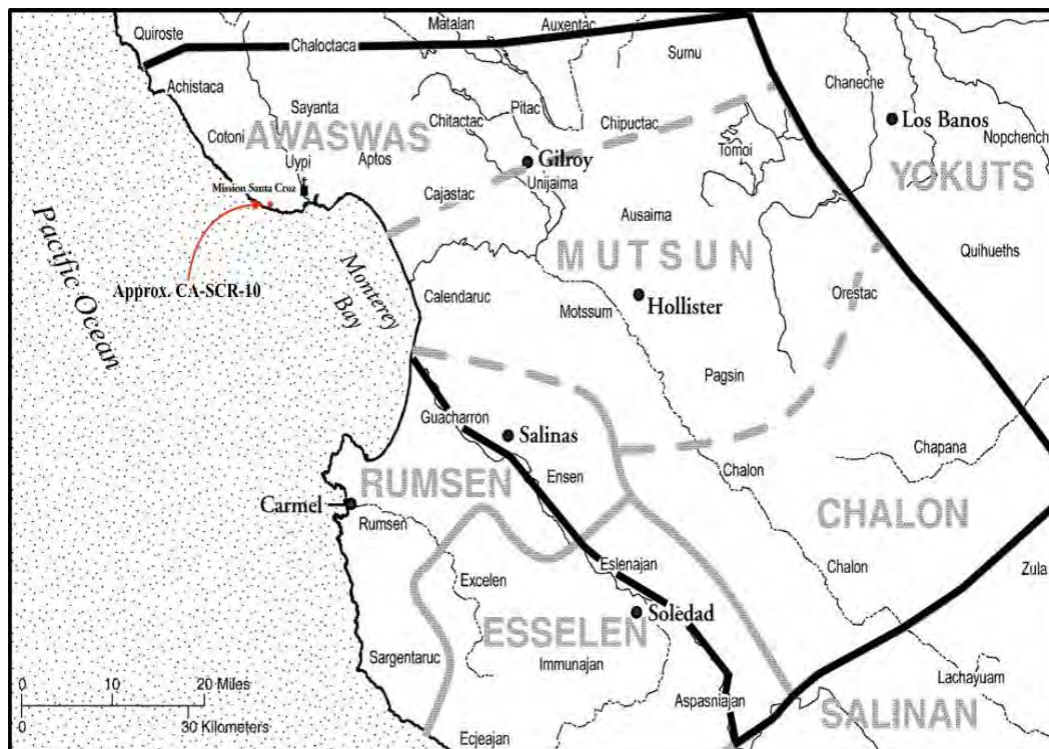 Quiroste
Matalan
Auxentac
Chaloctaca
Sumu
Achistaca
Chaneche
Sayanta
Pitac
Los Banos
Cotoni
AWASWAS
Chitactac
Chipuctac
Nopchench
Uypi
Aptos
Gilroy
Tomoi
YOKUTS
Mission Santa Cruz
Cajastac
Unijaima
Ausaima
Pacific Ocean
MUTSUN
Quihueths
Monterey
Bay
Approx. CA-SCR-10
Calendaruc
Motssum
Hollister
Orestac
Pagsin
Guacharron
Salinas
Chapana
RUMSEN
Ensen
Chalon
Carmel
Rumsen
CHALON
Excelen
Eslenajan
Chalon
Zula
Soledad
ESSELEN
Sargentaruc
Immunajan
Lachayuam
0 10 20 Miles
Aspasniajan
SALINAN
0 30 Kilometers
Ecjeajan